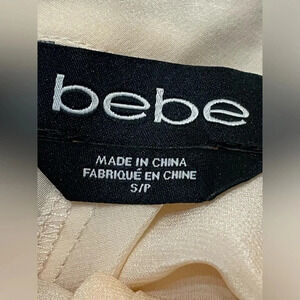 bebe
MADE IN CHINA
FABRIQUÉ EN CHINE
S/P